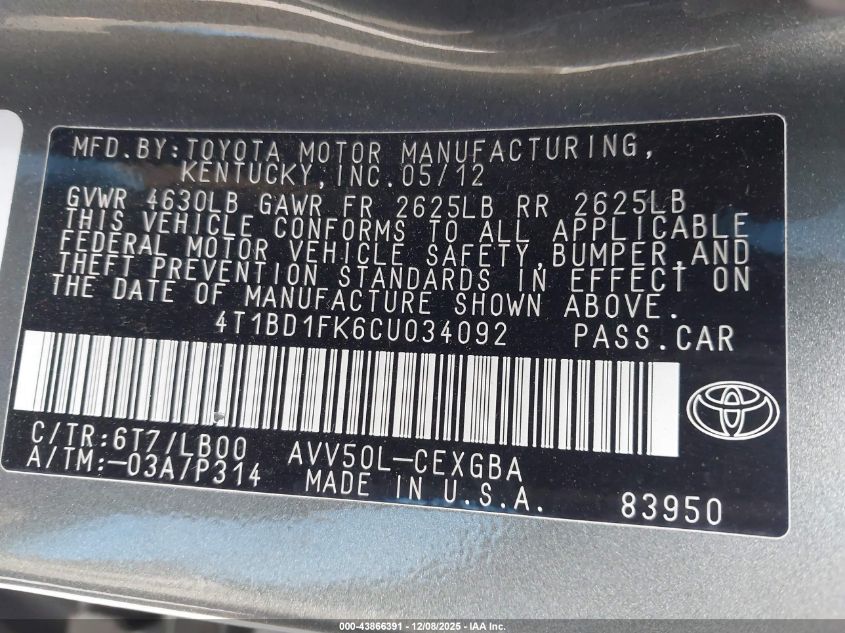 MFD.BY:TOYOTA MOTOR MANUFACTURING,
KENTUCKY,INC.05/12
GVWR 4630LB GAWR FR 2625LB RR 2625LB
THIS VEHICLE CONFORMS TO ALL APPLICABLE
FEDERAL MOTOR VEHICLE SAFETY,BUMPER,AND
THEFT PREVENTION STANDARDS IN EFFECT ON
THE DATE OF MANUFACTURE SHOWN ABOVE.
4T1BD1FK6CU034092 PASS.CAR
C/TR:6T7/LB00 AVV50L-CEXGBA
A/TM:-03A/P314 MADE IN U.S.A. 83950
000-43866391 - 12/08/2025 - IAA Inc.